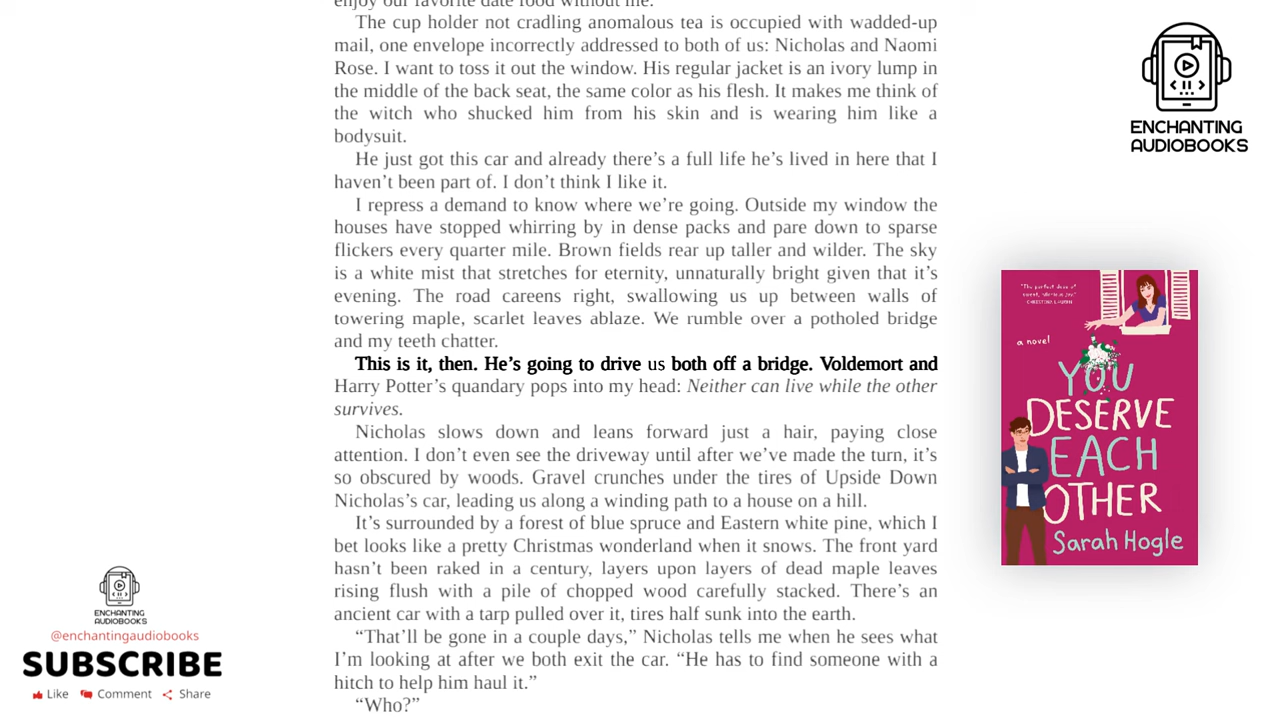 enjoy our favorite date food without me.
The cup holder not cradling anomalous tea is occupied with wadded-up
mail, one envelope incorrectly addressed to both of us: Nicholas and Naomi
Rose. I want to toss it out the window. His regular jacket is an ivory lump in
the middle of the back seat, the same color as his flesh. It makes me think of
the witch who shucked him from his skin and is wearing him like a
bodysuit.
He just got this car and already there’s a full life he’s lived in here that I
haven’t been part of. I don’t think I like it.
I repress a demand to know where we’re going. Outside my window the
houses have stopped whirring by in dense packs and pare down to sparse
flickers every quarter mile. Brown fields rear up taller and wilder. The sky
is a white mist that stretches for eternity, unnaturally bright given that it’s
evening. The road careens right, swallowing us up between walls of
towering maple, scarlet leaves ablaze. We rumble over a potholed bridge
and my teeth chatter.
This is it, then. He’s going to drive us both off a bridge. Voldemort and
Harry Potter’s quandary pops into my head: Neither can live while the other
survives.
Nicholas slows down and leans forward just a hair, paying close
attention. I don’t even see the driveway until after we’ve made the turn, it’s
so obscured by woods. Gravel crunches under the tires of Upside Down
Nicholas’s car, leading us along a winding path to a house on a hill.
It’s surrounded by a forest of blue spruce and Eastern white pine, which I
bet looks like a pretty Christmas wonderland when it snows. The front yard
hasn’t been raked in a century, layers upon layers of dead maple leaves
rising flush with a pile of chopped wood carefully stacked. There’s an
ancient car with a tarp pulled over it, tires half sunk into the earth.
“That’ll be gone in a couple days,” Nicholas tells me when he sees what
I’m looking at after we both exit the car. “He has to find someone with a
hitch to help him haul it.”
“Who?”
ENCHANTING
AUDIOBOOKS
"The perfect dose of
CHRISTINA LAUREN
a novel
YOU
DESERVE
EACH
OTHER
Sarah Hogle
ENCHANTING
AUDIOBOOKS
@enchantingaudiobooks
SUBSCRIBE
Like Comment Share